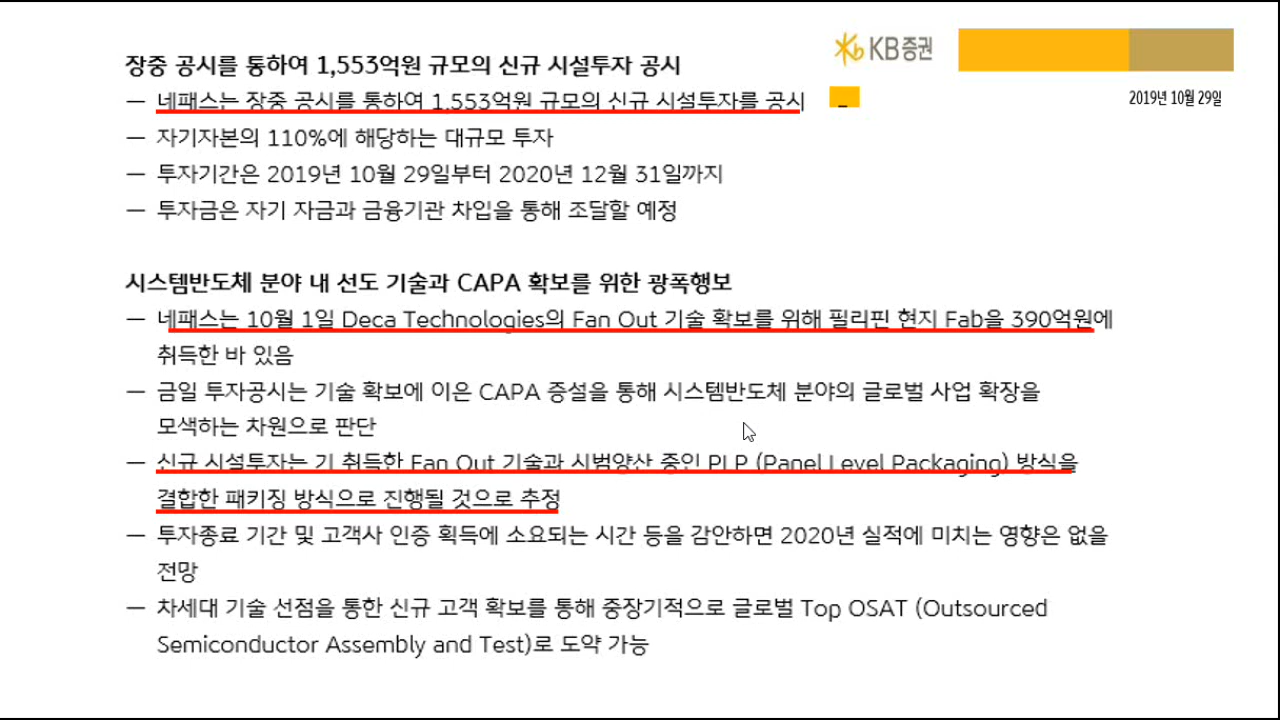 장중 공시를 통하여 1,553억원 규모의 신규 시설투자 공시
KB증권
2019년 10월 29일
– 네패스는 장중 공시를 통하여 1,553억원 규모의 신규 시설투자를 공시
– 자기자본의 110%에 해당하는 대규모 투자
– 투자기간은 2019년 10월 29일부터 2020년 12월 31일까지
– 투자금은 자기 자금과 금융기관 차입을 통해 조달할 예정
시스템반도체 분야 내 선도 기술과 CAPA 확보를 위한 광폭행보
– 네패스는 10월 1일 Deca Technologies의 Fan Out 기술 확보를 위해 필리핀 현지 Fab을 390억원에
취득한 바 있음
– 금일 투자공시는 기술 확보에 이은 CAPA 증설을 통해 시스템반도체 분야의 글로벌 사업 확장을
모색하는 차원으로 판단
– 신규 시설투자는 기 취득한 Fan Out 기술과 시범양산 중인 PLP (Panel Level Packaging) 방식을
결합한 패키징 방식으로 진행될 것으로 추정
– 투자종료 기간 및 고객사 인증 획득에 소요되는 시간 등을 감안하면 2020년 실적에 미치는 영향은 없을
전망
– 차세대 기술 선점을 통한 신규 고객 확보를 통해 중장기적으로 글로벌 Top OSAT (Outsourced
Semiconductor Assembly and Test)로 도약 가능